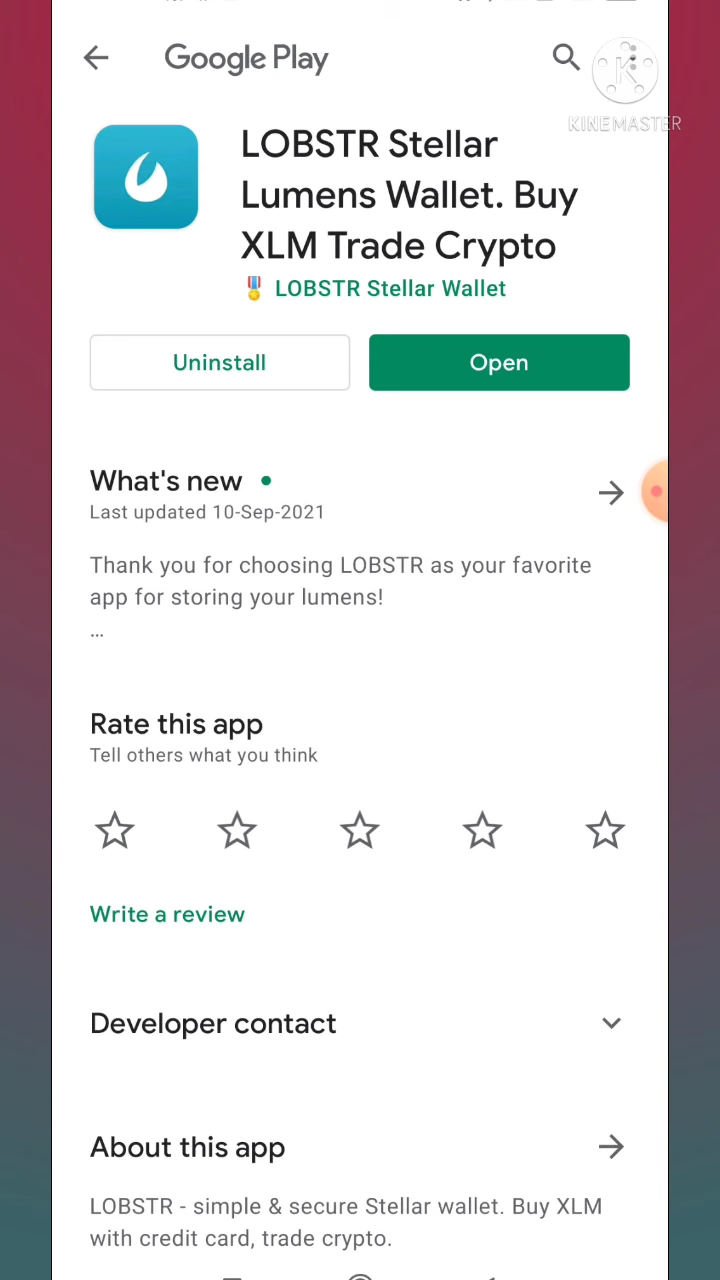 Google Play
KINEMASTER
LOBSTR Stellar
Lumens Wallet. Buy
XLM Trade Crypto
LOBSTR Stellar Wallet
Uninstall
Open
What's new
Last updated 10-Sep-2021
Thank you for choosing LOBSTR as your favorite
app for storing your lumens!
...
Rate this app
Tell others what you think
Write a review
Developer contact
About this app
LOBSTR - simple & secure Stellar wallet. Buy XLM
with credit card, trade crypto.